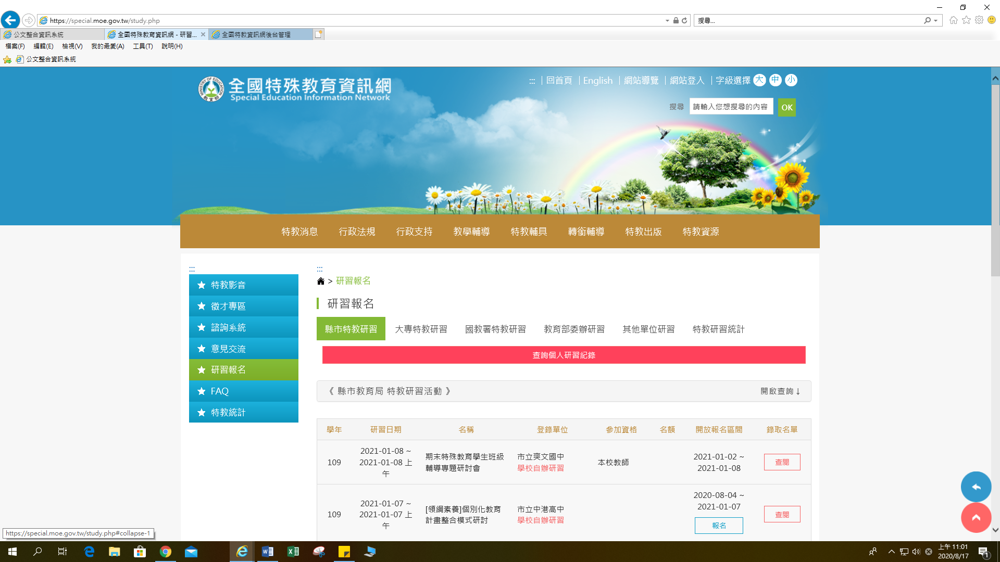 https://special.moe.gov.tw/study.php
搜尋...
公文整合資訊系統
全國特殊教育資訊網 - 研習...
全國特教資訊網後台管理
檔案(F) 編輯(E) 檢視(V) 我的最愛(A) 工具(T) 說明(H)
公文整合資訊系統
MINISTRY OF EDUCATION
全國特殊教育資訊網
Special Education Information Network
::: 回首頁 English 網站導覽 網站登入 字級選擇 大 中 小
搜尋 請輸入您想搜尋的內容 OK
特教消息 行政法規 行政支持 教學輔導 特教輔具 轉銜輔導 特教出版 特教資源
:::
特教影音
徵才專區
諮詢系統
意見交流
研習報名
FAQ
特教統計
:::
> 研習報名
研習報名
縣市特教研習 大專特教研習 國教署特教研習 教育部委辦研習 其他單位研習 特教研習統計
查詢個人研習紀錄
《 縣市教育局 特教研習活動 》 開啟查詢↓
學年 研習日期 名稱 登錄單位 參加資格 名額 開放報名區間 錄取名單
109
2021-01-08 ~
2021-01-08 上
午
期末特殊教育學生班級
輔導專題研討會
市立爽文國中
學校自辦研習
本校教師
2021-01-02 ~
2021-01-08
查閱
109
2021-01-07 ~
2021-01-07 上
午
[領綱素養]個別化教育
計畫整合模式研討
市立中港高中
學校自辦研習
2020-08-04 ~
2021-01-07
報名
查閱
https://special.moe.gov.tw/study.php#collapse-1
上午 11:01
2020/8/17
1